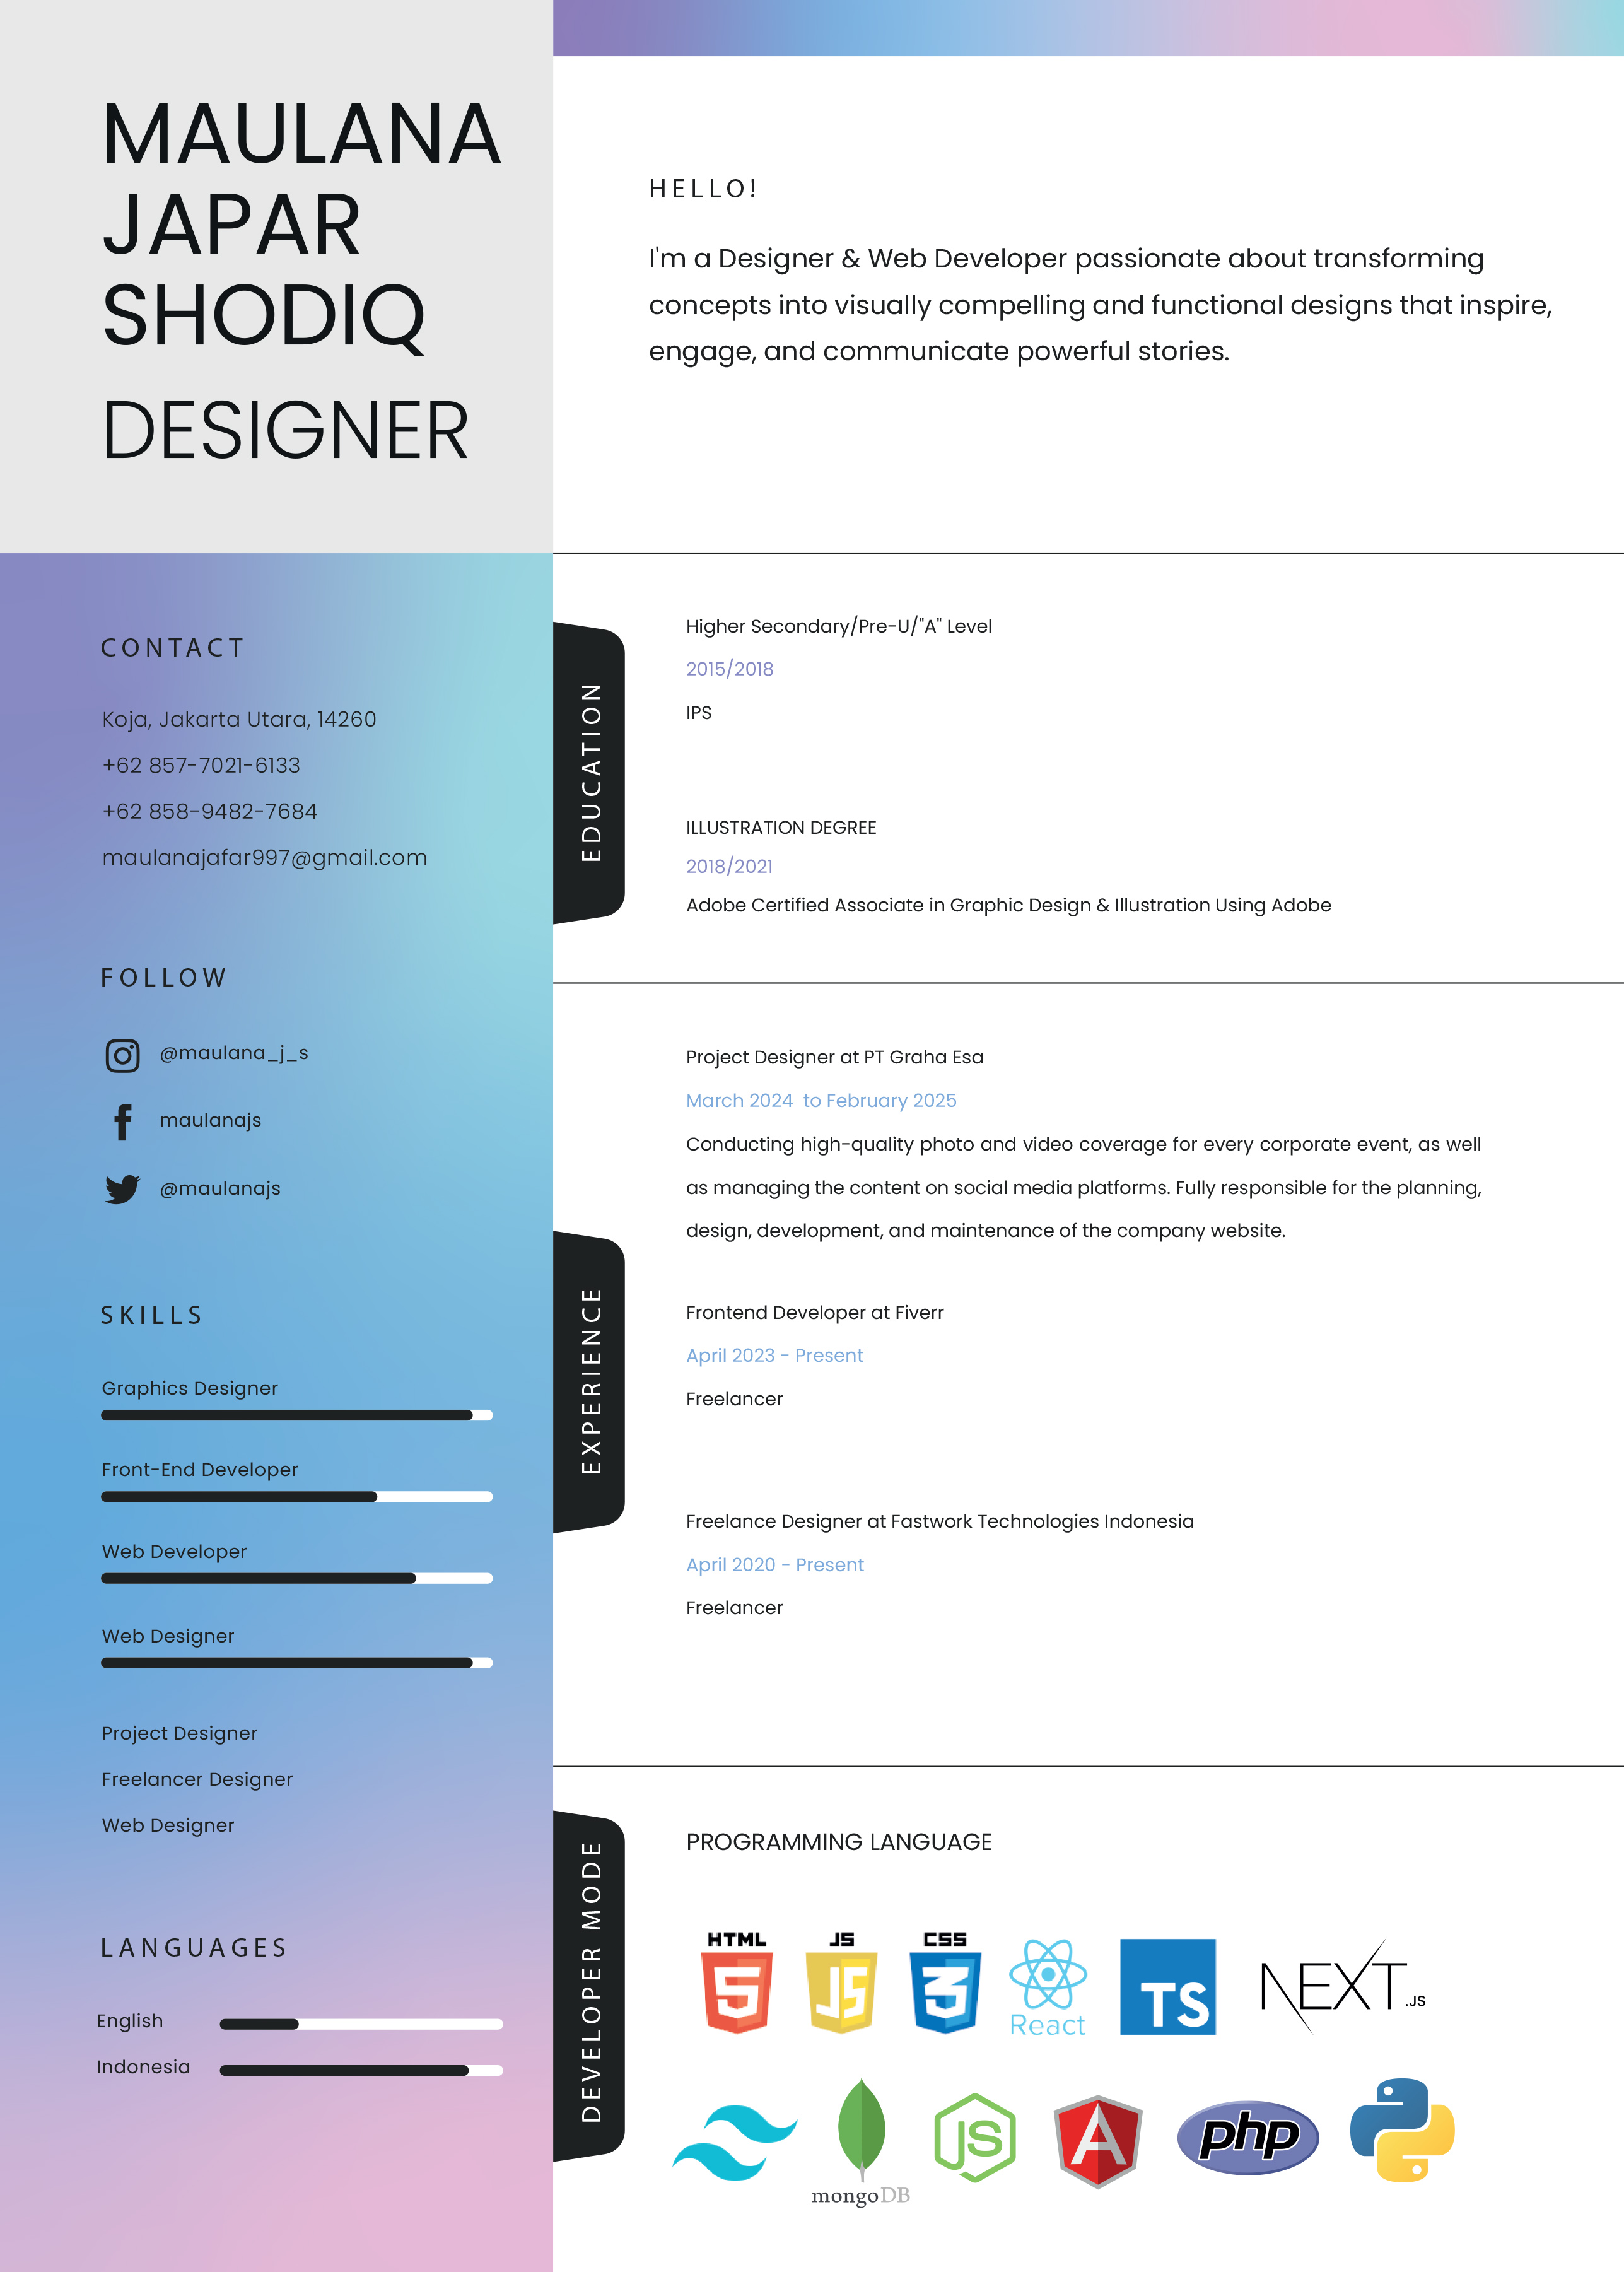 MAULANA
JAPAR
SHODIQ
DESIGNER
HELLO!
I'm a Designer & Web Developer passionate about transforming
concepts into visually compelling and functional designs that inspire,
engage, and communicate powerful stories.
CONTACT
Koja, Jakarta Utara, 14260
+62 857-7021-6133
+62 858-9482-7684
maulanajafar997@gmail.com
FOLLOW
@maulana_j_s
maulanajs
@maulanajs
SKILLS
Graphics Designer
Front-End Developer
Web Developer
Web Designer
Project Designer
Freelancer Designer
Web Designer
LANGUAGES
English
Indonesia
EDUCATION
Higher Secondary/Pre-U/"A" Level
2015/2018
IPS
ILLUSTRATION DEGREE
2018/2021
Adobe Certified Associate in Graphic Design & Illustration Using Adobe
EXPERIENCE
Project Designer at PT Graha Esa
March 2024  to February 2025
Conducting high-quality photo and video coverage for every corporate event, as well
as managing the content on social media platforms. Fully responsible for the planning,
design, development, and maintenance of the company website.
Frontend Developer at Fiverr
April 2023 - Present
Freelancer
Freelance Designer at Fastwork Technologies Indonesia
April 2020 - Present
Freelancer
DEVELOPER MODE
PROGRAMMING LANGUAGE
HTML JS CSS
5 JS 3 React TS NEXT.JS
mongoDB JS A php